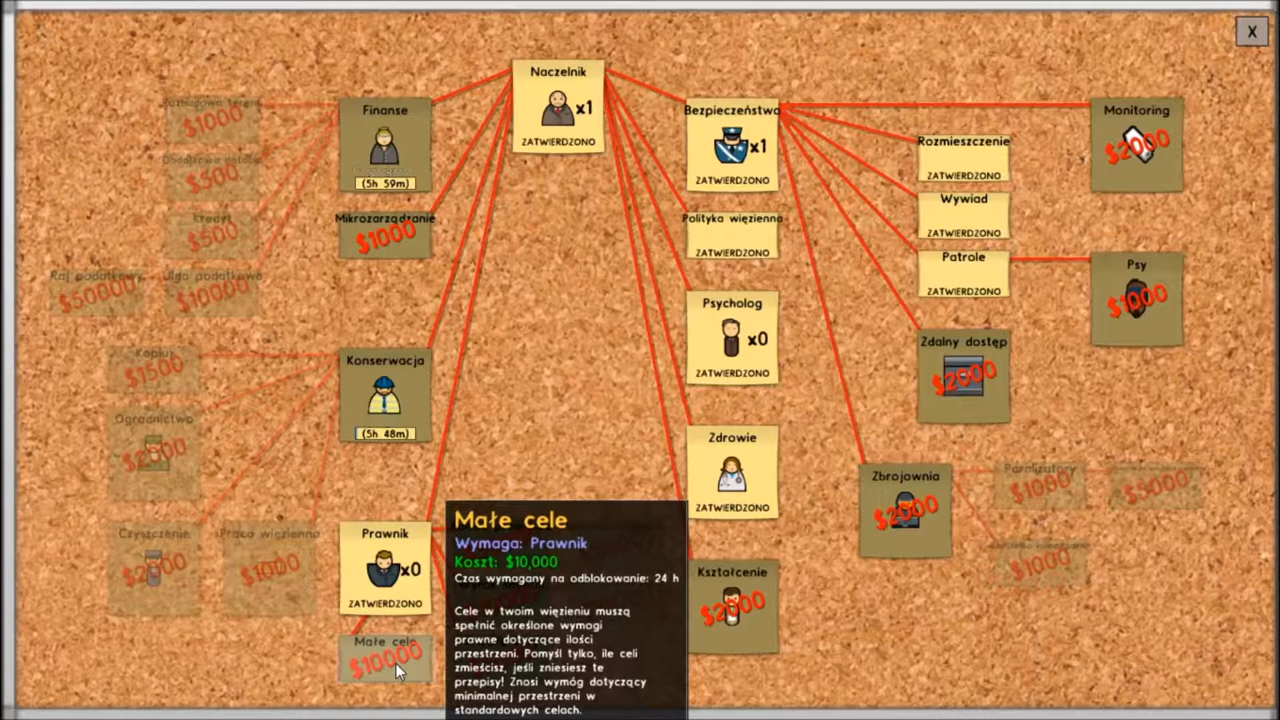 X
Naczelnik
x1
ZATWIERDZONO
Finanse
(5h 59m)
Mikrozarządzanie
$1000
Rozbudowa terenu
$1000
$500
Kredyt
$500
Raj podatkowy
$50000
Ulga podatkowa
$10000
Konserwacja
(5h 48m)
Kopiuj
$1500
Ogrodnictwo
$2000
Czyszczenie
$2000
Praca więzienna
$1000
Prawnik
x0
ZATWIERDZONO
Małe cele
$10000
Małe cele
Wymaga: Prawnik
Koszt: $10,000
Czas wymagany na odblokowanie: 24 h
Cele w twoim więzieniu muszą
spełnić określone wymogi
prawne dotyczące ilości
przestrzeni. Pomyśl tylko, ile celi
zmieścisz, jeśli zniesiesz te
przepisy! Znosi wymóg dotyczący
minimalnej przestrzeni w
standardowych celach.
Bezpieczeństwo
x1
ZATWIERDZONO
Polityka więzienna
ZATWIERDZONO
Psycholog
x0
ZATWIERDZONO
Zdrowie
ZATWIERDZONO
Kształcenie
$2000
Rozmieszczenie
ZATWIERDZONO
Wywiad
ZATWIERDZONO
Patrole
ZATWIERDZONO
Zdalny dostęp
$2000
Zbrojownia
$2000
Monitoring
$2000
Psy
$1000
Paralizatory
$1000
$5000
$1000